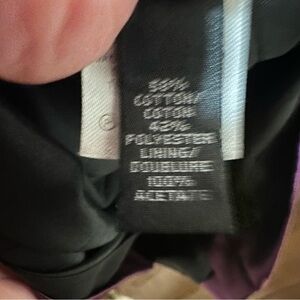 58%
COTTON/
COTON
42%
POLYESTER
LINING/
DOUBLURE
100%
ACETATE